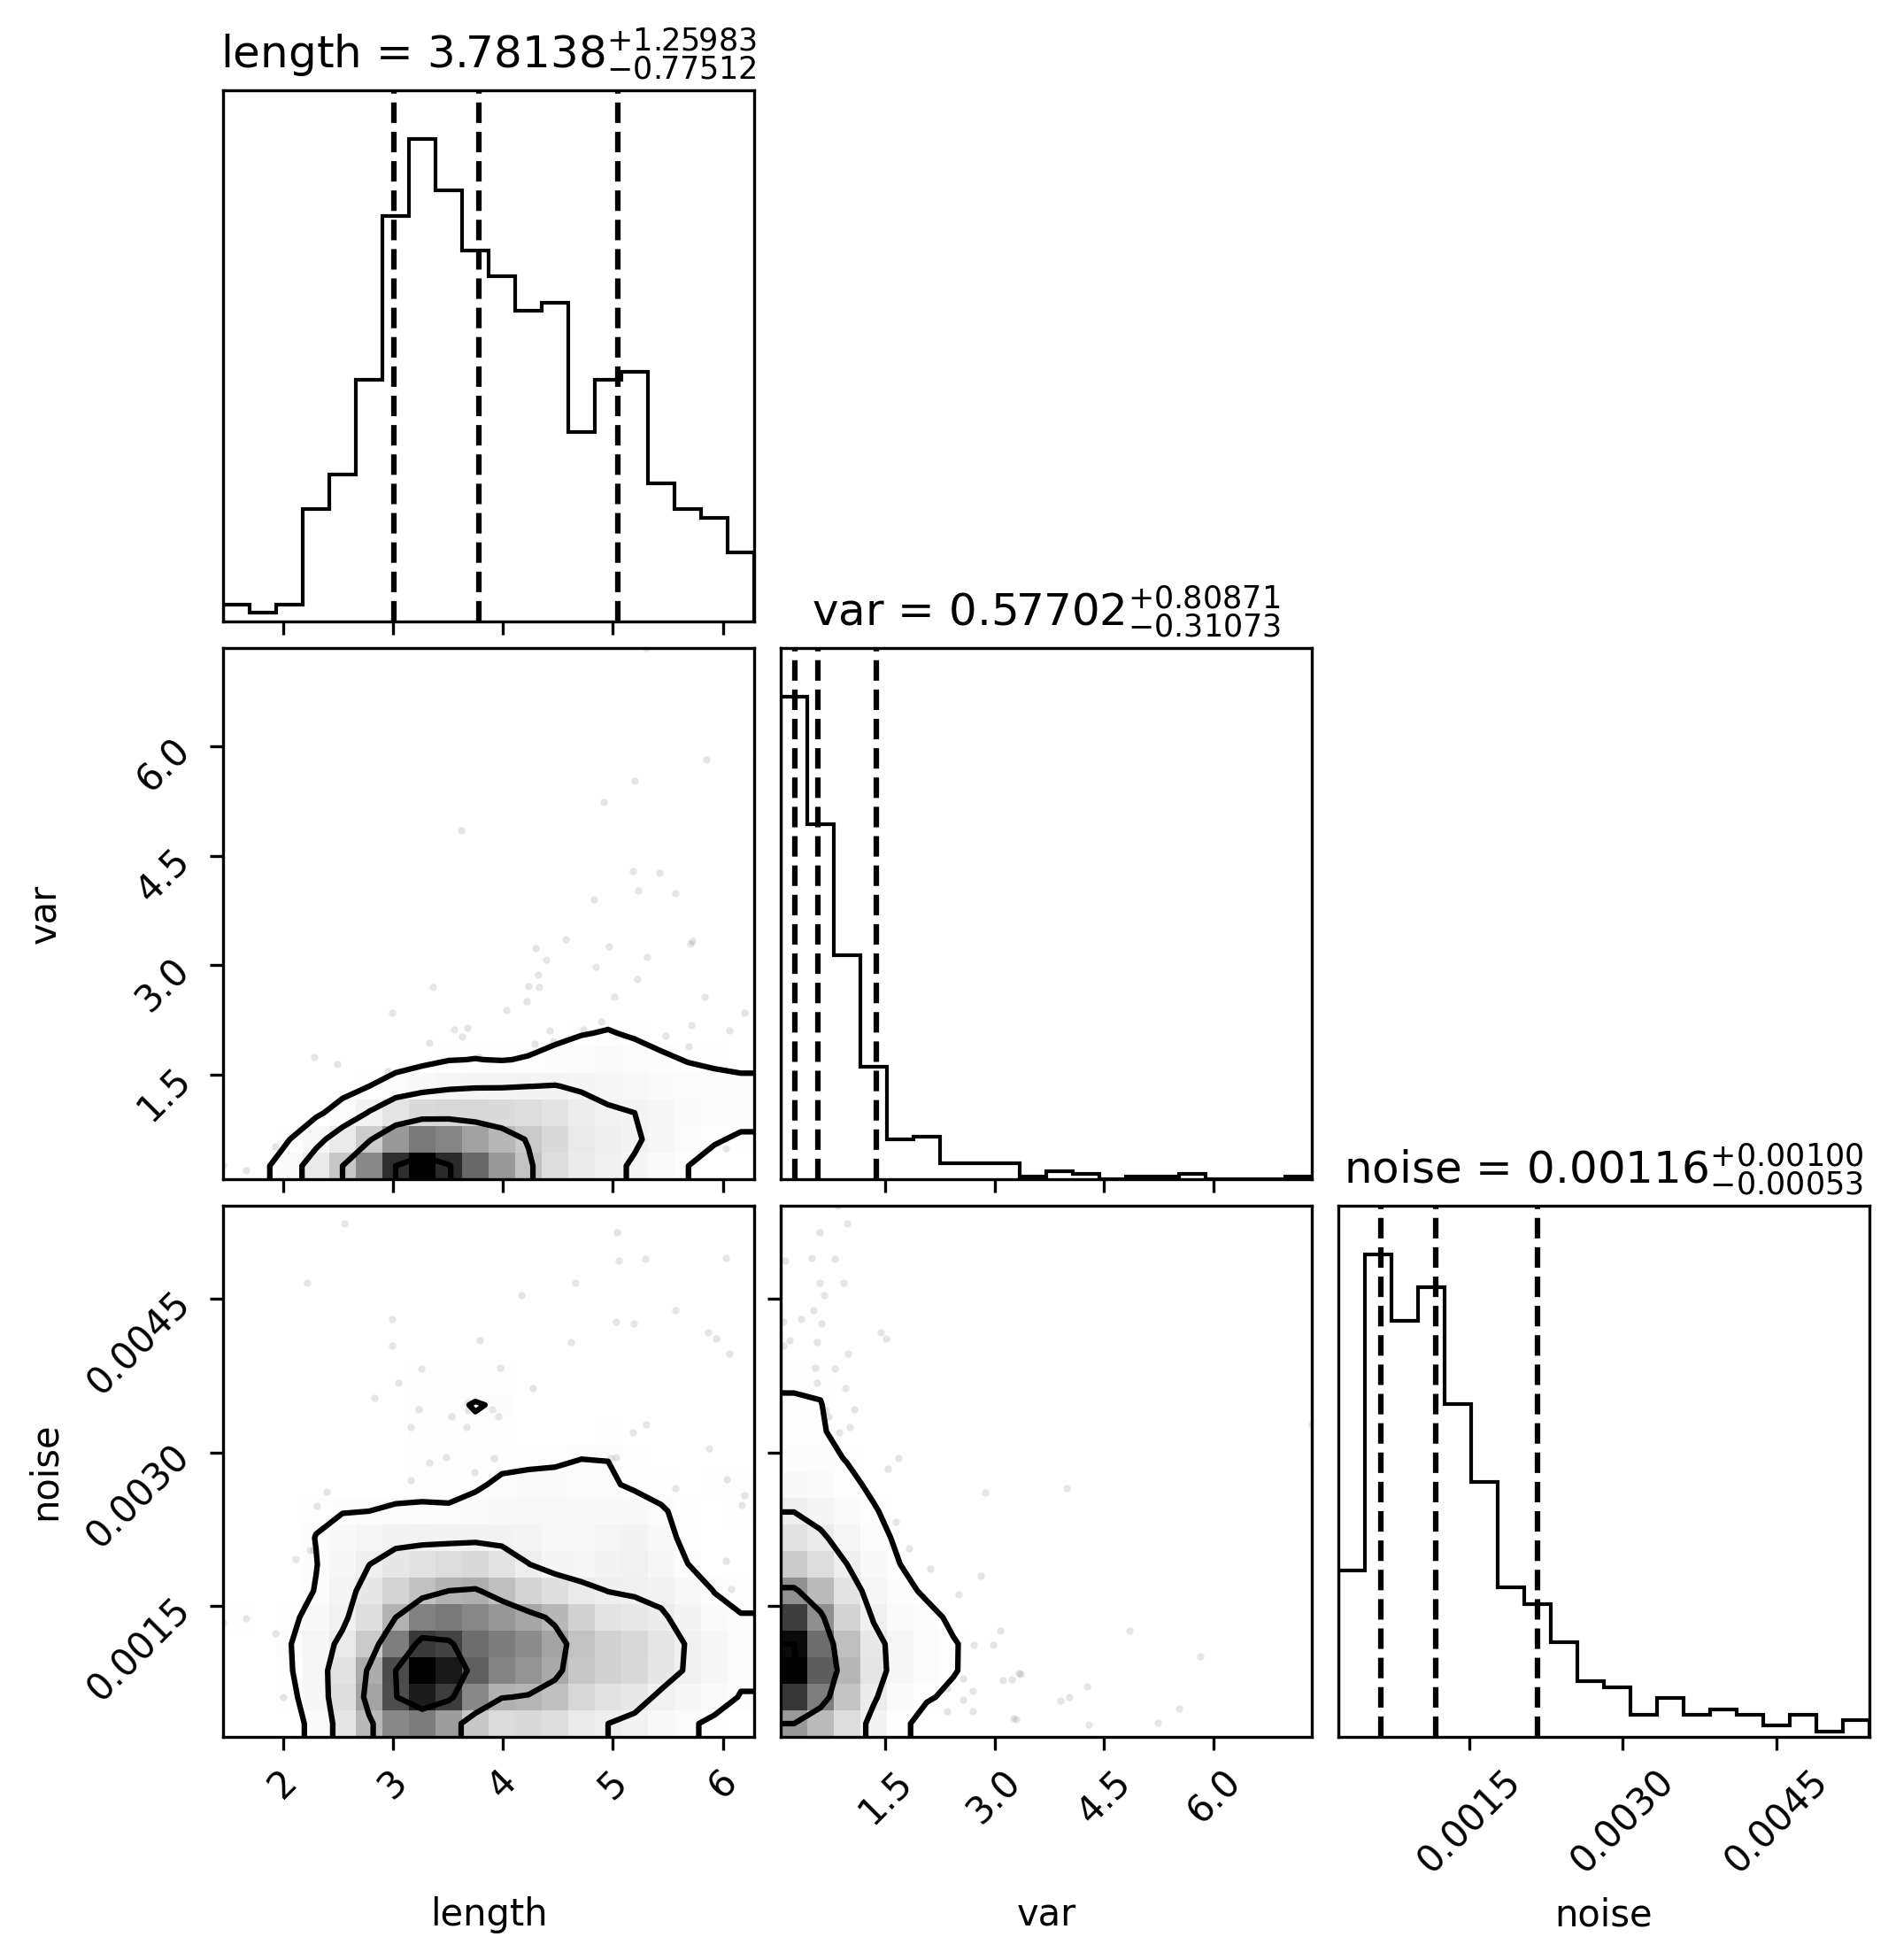 length = 3.78138+1.25983−0.77512
var = 0.57702+0.80871−0.31073
6.0
4.5
3.0
1.5
var
noise = 0.00116+0.00100−0.00053
0.0045
0.0030
0.0015
noise
2 3 4 5 6
1.5 3.0 4.5 6.0
0.0015 0.0030 0.0045
length
var
noise